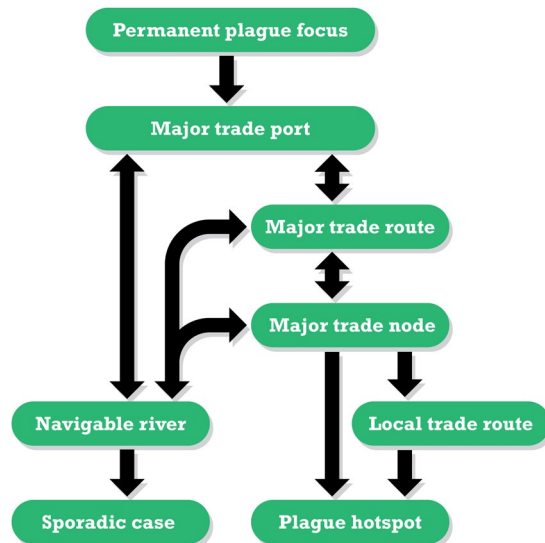 Permanent plague focus
Major trade port
Major trade route
Major trade node
Navigable river
Local trade route
Sporadic case
Plague hotspot